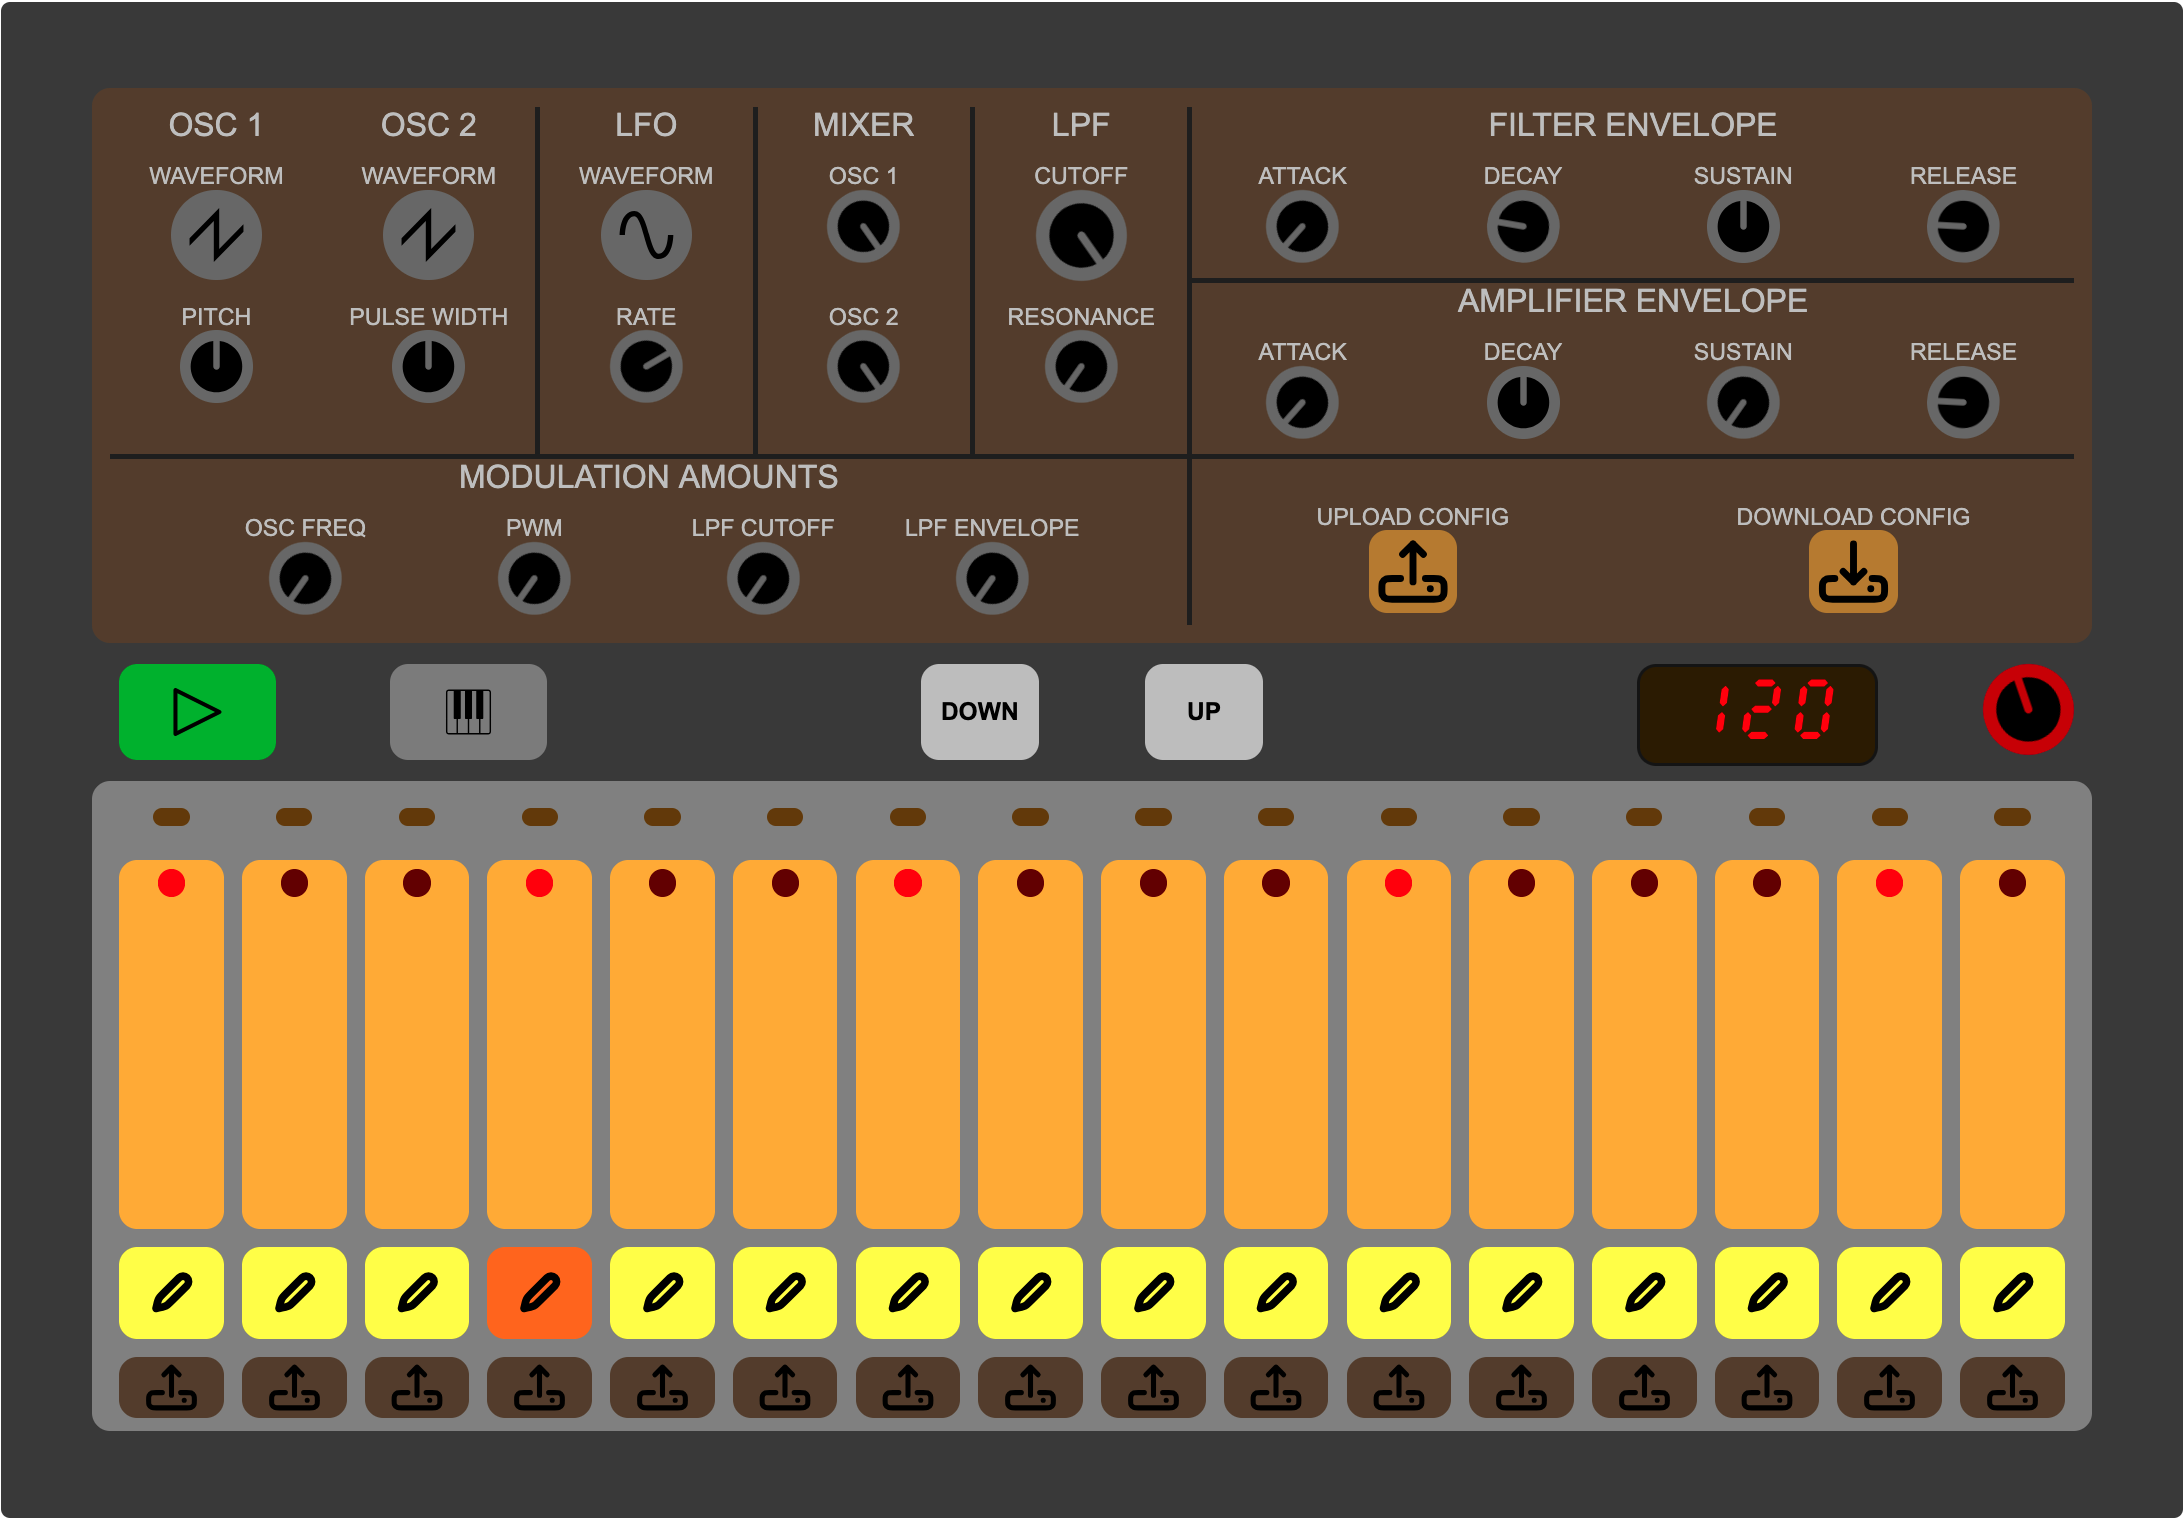 OSC 1
OSC 2
LFO
MIXER
LPF
FILTER ENVELOPE
WAVEFORM
WAVEFORM
WAVEFORM
OSC 1
CUTOFF
ATTACK
DECAY
SUSTAIN
RELEASE
PITCH
PULSE WIDTH
RATE
OSC 2
RESONANCE
AMPLIFIER ENVELOPE
ATTACK
DECAY
SUSTAIN
RELEASE
MODULATION AMOUNTS
OSC FREQ
PWM
LPF CUTOFF
LPF ENVELOPE
UPLOAD CONFIG
DOWNLOAD CONFIG
DOWN
UP
120